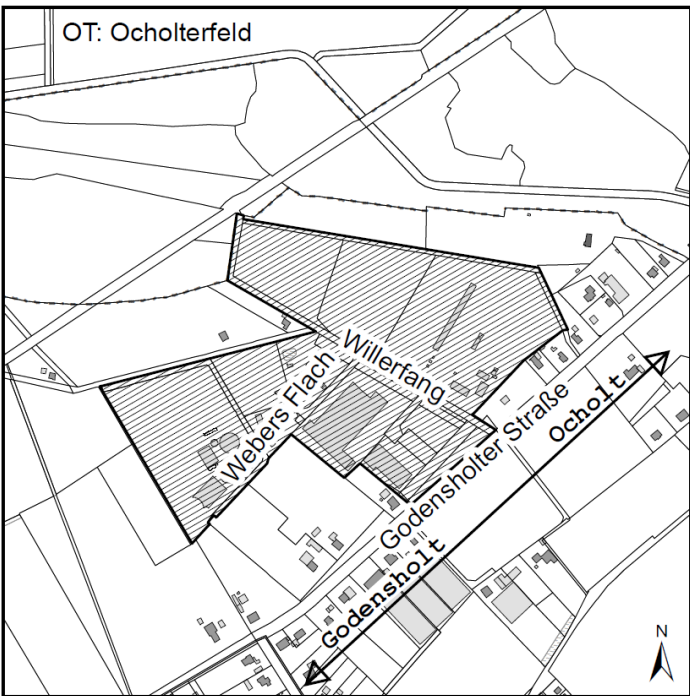 OT: Ocholterfeld
Willerfang
Webers Flach
Godensholter Straße
Ocholt
Godensholt
N